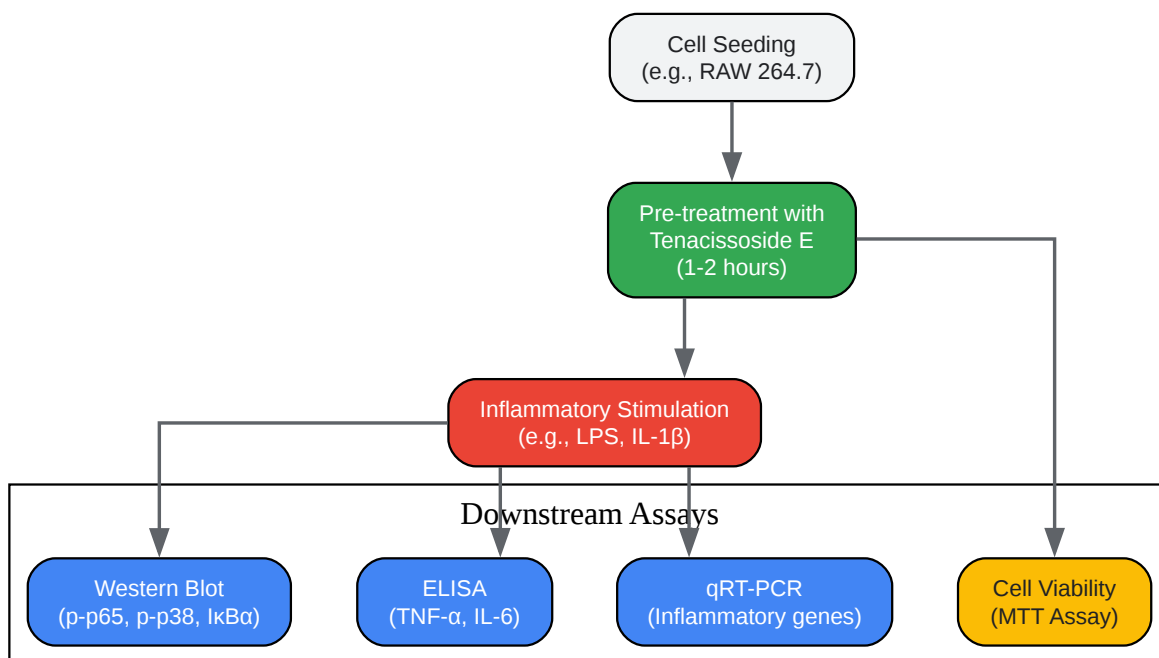 Cell Seeding
(e.g., RAW 264.7)
Pre-treatment with
Tenacissoside E
(1-2 hours)
Inflammatory Stimulation
(e.g., LPS, IL-1β)
Downstream Assays
Western Blot
(p-p65, p-p38, IκBα)
ELISA
(TNF-α, IL-6)
qRT-PCR
(Inflammatory genes)
Cell Viability
(MTT Assay)